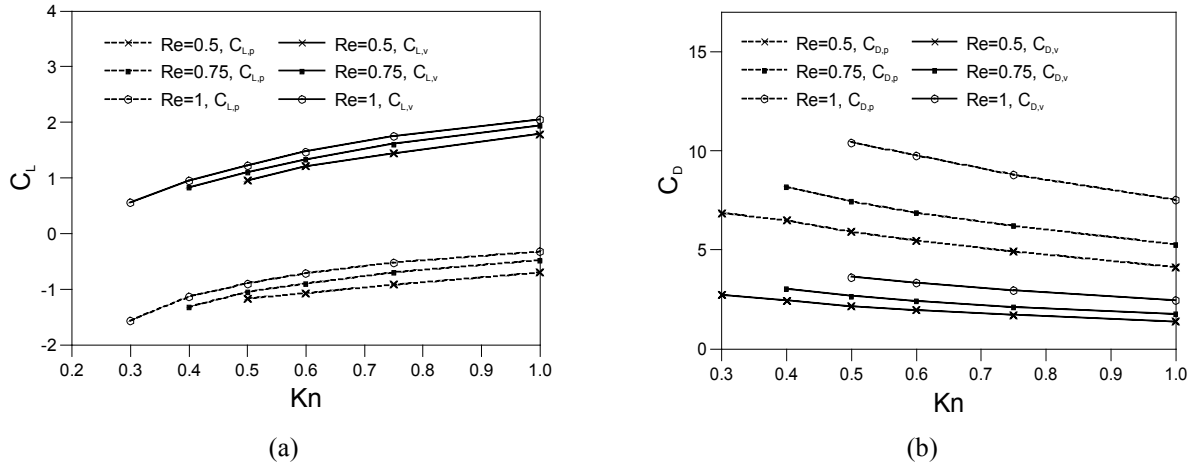 4
3
2
1
0
-1
-2
C_L
Re=0.5, C_L,p
Re=0.75, C_L,p
Re=1, C_L,p
Re=0.5, C_L,v
Re=0.75, C_L,v
Re=1, C_L,v
0.2 0.3 0.4 0.5 0.6 0.7 0.8 0.9 1.0
Kn
(a)
15
10
5
0
C_D
Re=0.5, C_D,p
Re=0.75, C_D,p
Re=1, C_D,p
Re=0.5, C_D,v
Re=0.75, C_D,v
Re=1, C_D,v
0.3 0.4 0.5 0.6 0.7 0.8 0.9 1.0
Kn
(b)